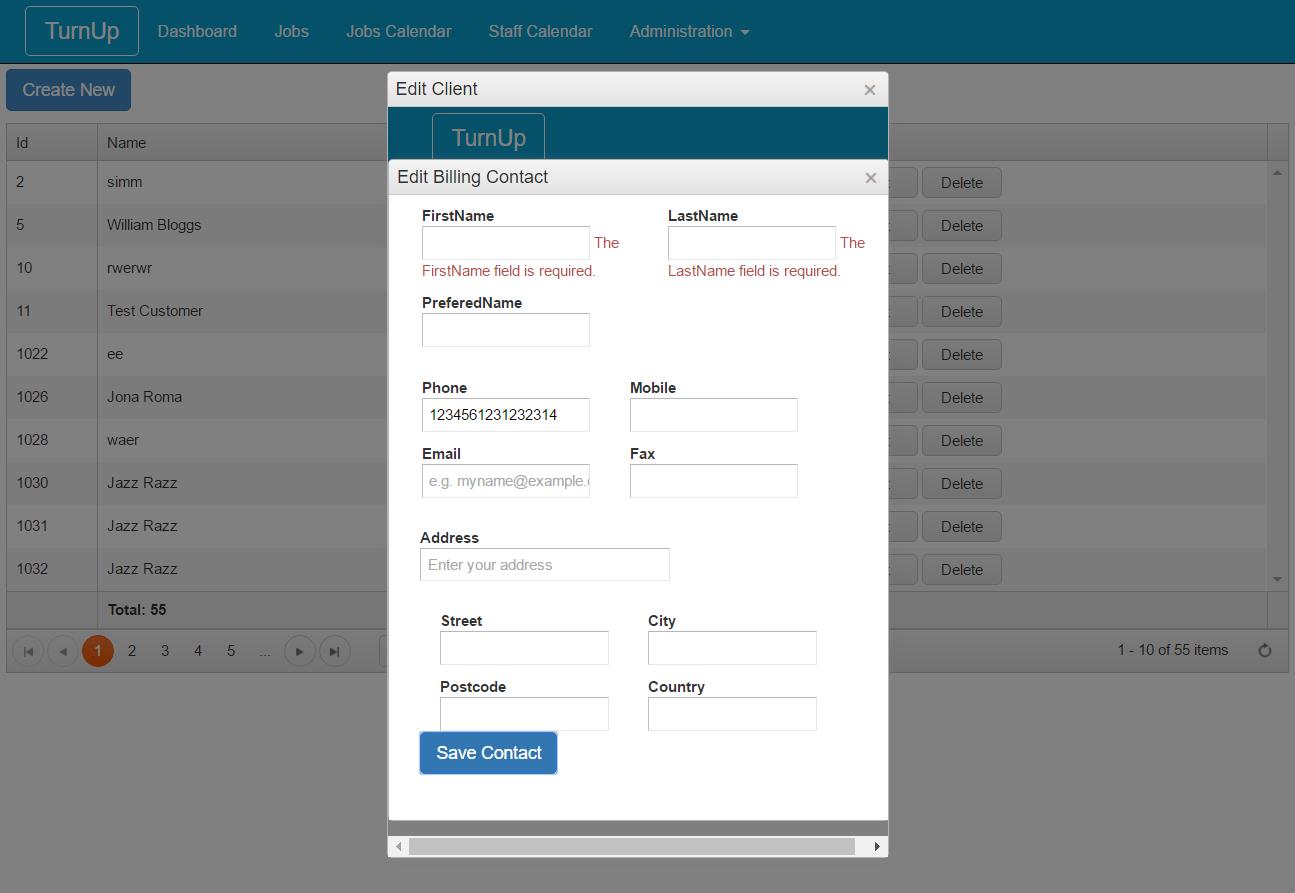 TurnUp Dashboard Jobs Jobs Calendar Staff Calendar Administration
Create New
Id Name
2 simm Delete
5 William Bloggs Delete
10 rwerwr Delete
11 Test Customer Delete
1022 ee Delete
1026 Jona Roma Delete
1028 waer Delete
1030 Jazz Razz Delete
1031 Jazz Razz Delete
1032 Jazz Razz Delete
Total: 55
1 2 3 4 5 ...
1 - 10 of 55 items
Edit Client ×
TurnUp
Edit Billing Contact ×
FirstName LastName
The The
FirstName field is required. LastName field is required.
PreferedName
Phone Mobile
1234561231232314
Email Fax
e.g. myname@example.
Address
Enter your address
Street City
Postcode Country
Save Contact